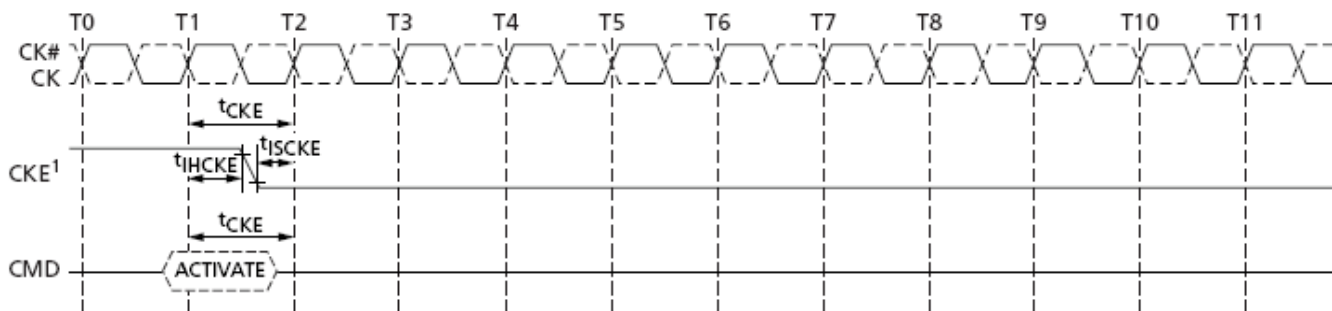 T0 T1 T2 T3 T4 T5 T6 T7 T8 T9 T10 T11
CK#
CK
tCKE
tISCKE
CKE1 tIHCKE
tCKE
CMD ACTIVATE